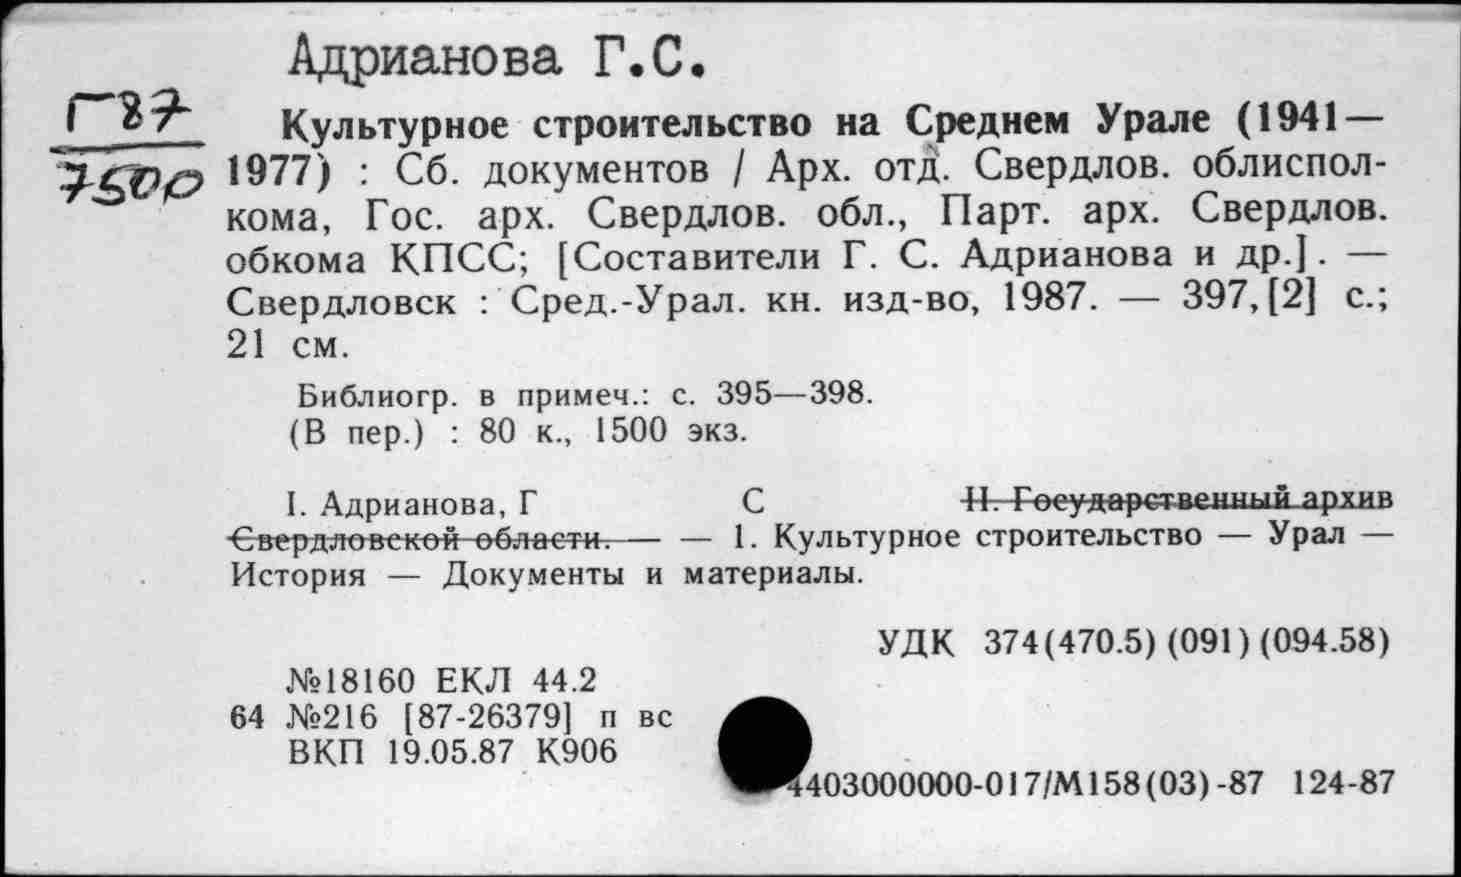 Адрианова Г.С.
Г87
7500
Культурное строительство на Среднем Урале (1941—
1977) : Сб. документов / Арх. отд. Свердлов. облиспол-
кома, Гос. арх. Свердлов. обл., Парт. арх. Свердлов.
обкома КПСС; [Составители Г. С. Адрианова и др.]. —
Свердловск : Сред.-Урал. кн. изд-во, 1987. — 397,[2] с.;
21 см.
Библиогр. в примеч.: с. 395—398.
(В пер.) : 80 к., 1500 экз.
I. Адрианова, Г С II. Государственный архив
Свердловской области. — — 1. Культурное строительство — Урал —
История — Документы и материалы.
УДК 374(470.5)(091)(094.58)
№18160 ЕКЛ 44.2
64 №216 [87-26379] п вс
ВКП 19.05.87 К906
4403000000-017/М158(03)-87 124-87